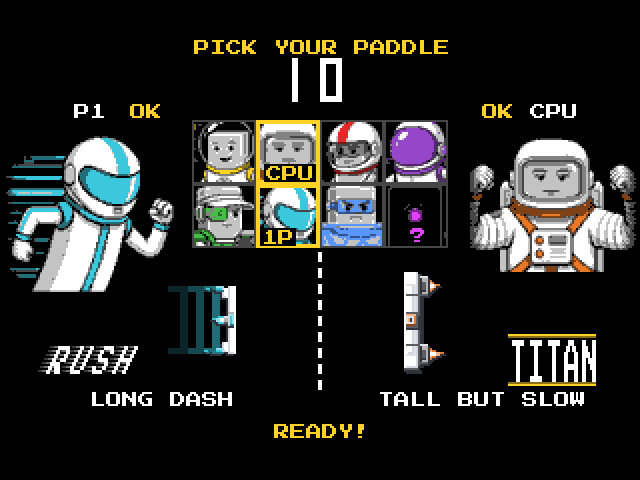 PICK YOUR PADDLE
10
P1 OK
OK CPU
CPU
1P
?
RUSH
TITAN
LONG DASH
TALL BUT SLOW
READY!